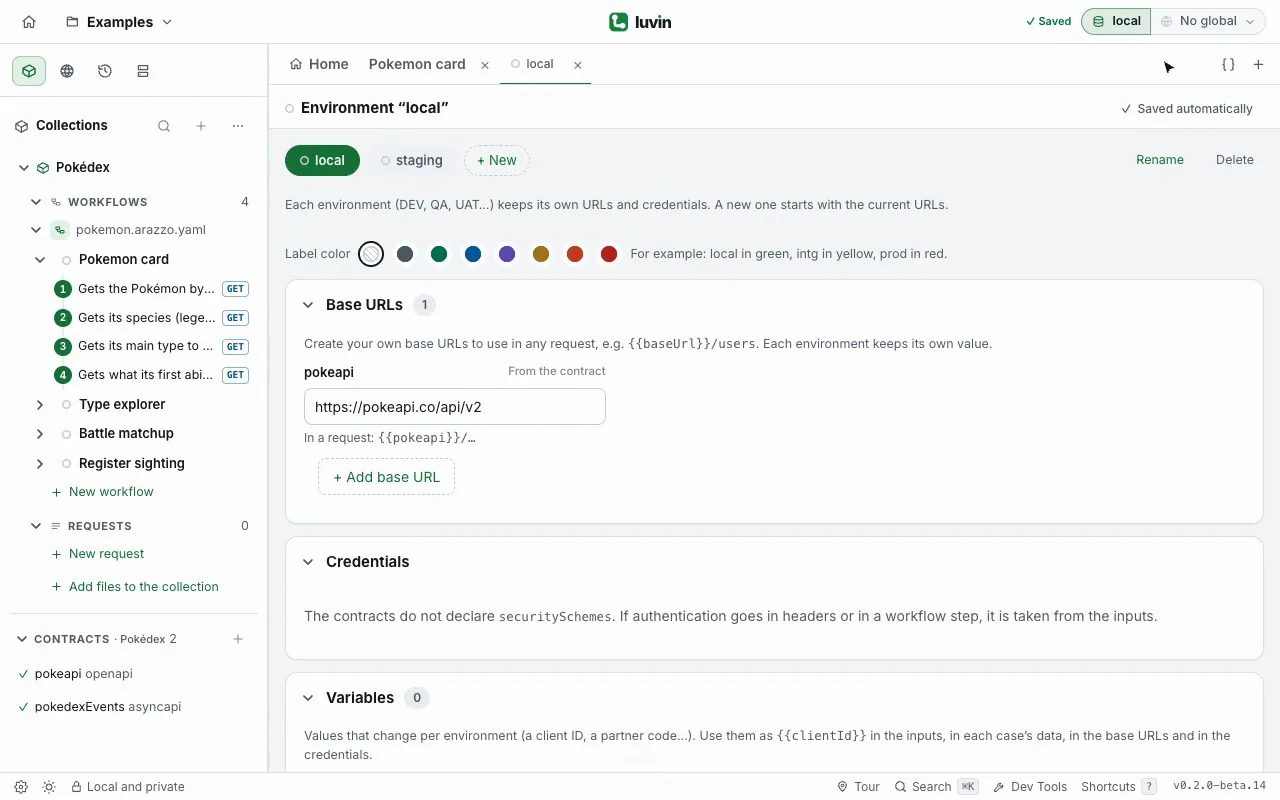 Examples
luvin
Saved
local
No global
Home
Pokemon card
local
Environment “local”
Saved automatically
Collections
Pokédex
WORKFLOWS 4
pokemon.arazzo.yaml
Pokemon card
1 Gets the Pokémon by... GET
2 Gets its species (lege... GET
3 Gets its main type to ... GET
4 Gets what its first abi... GET
Type explorer
Battle matchup
Register sighting
+ New workflow
REQUESTS 0
+ New request
+ Add files to the collection
CONTRACTS · Pokédex 2
pokeapi openapi
pokedexEvents asyncapi
local
staging
+ New
Rename
Delete
Each environment (DEV, QA, UAT...) keeps its own URLs and credentials. A new one starts with the current URLs.
Label color
For example: local in green, intg in yellow, prod in red.
Base URLs 1
Create your own base URLs to use in any request, e.g. {{baseUrl}}/users. Each environment keeps its own value.
pokeapi From the contract
https://pokeapi.co/api/v2
In a request: {{pokeapi}}/…
+ Add base URL
Credentials
The contracts do not declare securitySchemes. If authentication goes in headers or in a workflow step, it is taken from the inputs.
Variables 0
Values that change per environment (a client ID, a partner code...). Use them as {{clientId}} in the inputs, in each case’s data, in the base URLs and in the
credentials.
Local and private
Tour
Search ⌘K
Dev Tools
Shortcuts ?
v0.2.0-beta.14